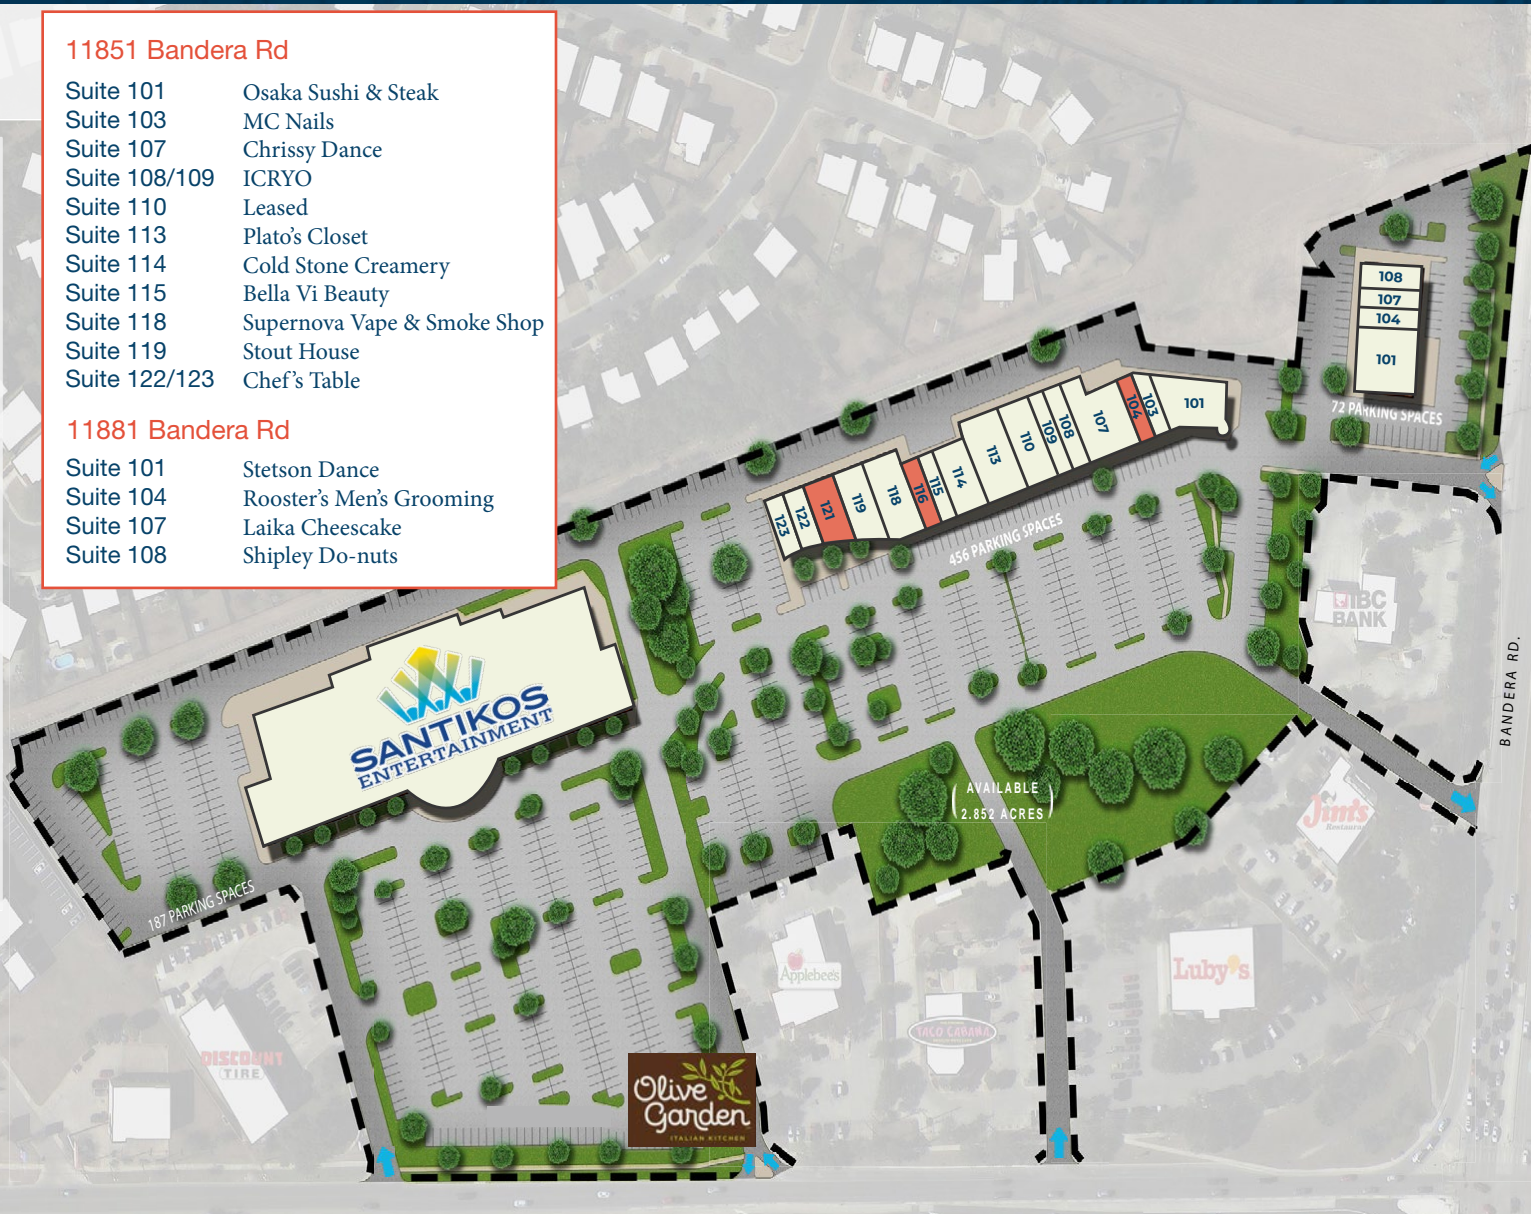 11851 Bandera Rd
Suite 101 Osaka Sushi & Steak
Suite 103 MC Nails
Suite 107 Chrissy Dance
Suite 108/109 ICRYO
Suite 110 Leased
Suite 113 Plato's Closet
Suite 114 Cold Stone Creamery
Suite 115 Bella Vi Beauty
Suite 118 Supernova Vape & Smoke Shop
Suite 119 Stout House
Suite 122/123 Chef's Table
11881 Bandera Rd
Suite 101 Stetson Dance
Suite 104 Rooster's Men's Grooming
Suite 107 Laika Cheescake
Suite 108 Shipley Do-nuts
108
107
104
101
72 PARKING SPACES
123
122
121
119
118
116
115
114
113
110
109
108
107
104
103
101
456 PARKING SPACES
IBC
BANK
BANDERA RD.
SANTIKOS
ENTERTAINMENT
AVAILABLE
2.852 ACRES
Jim's
Restaurants
187 PARKING SPACES
Applebee's
Luby's
TACO CABANA
DISCOUNT
TIRE
Olive
Garden
ITALIAN KITCHEN